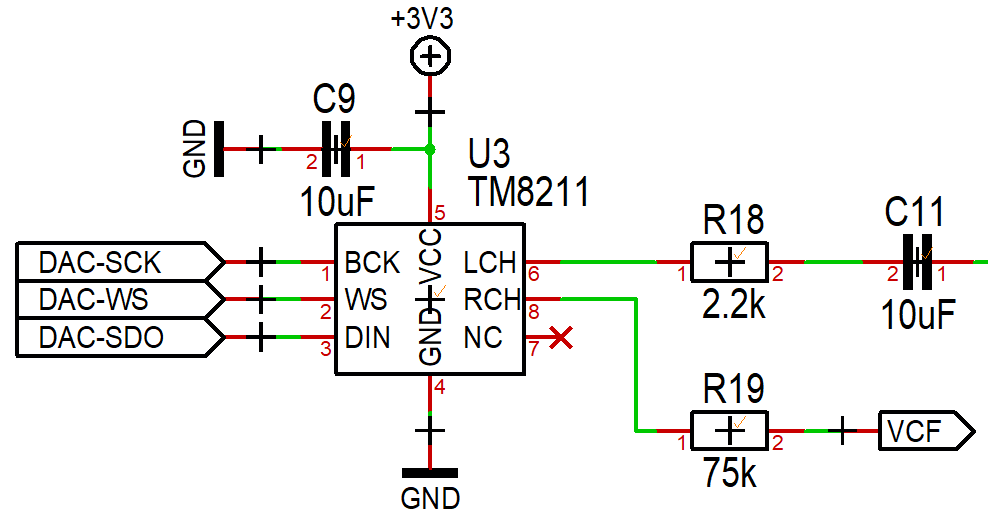 +3V3
C9
GND
2
1
10uF
U3
TM8211
5
DAC-SCK
1
BCK
VCC
LCH
6
DAC-WS
2
WS
RCH
8
DAC-SDO
3
DIN
GND
NC
7
4
GND
R18
1
2
2.2k
C11
2
1
10uF
R19
1
2
75k
VCF